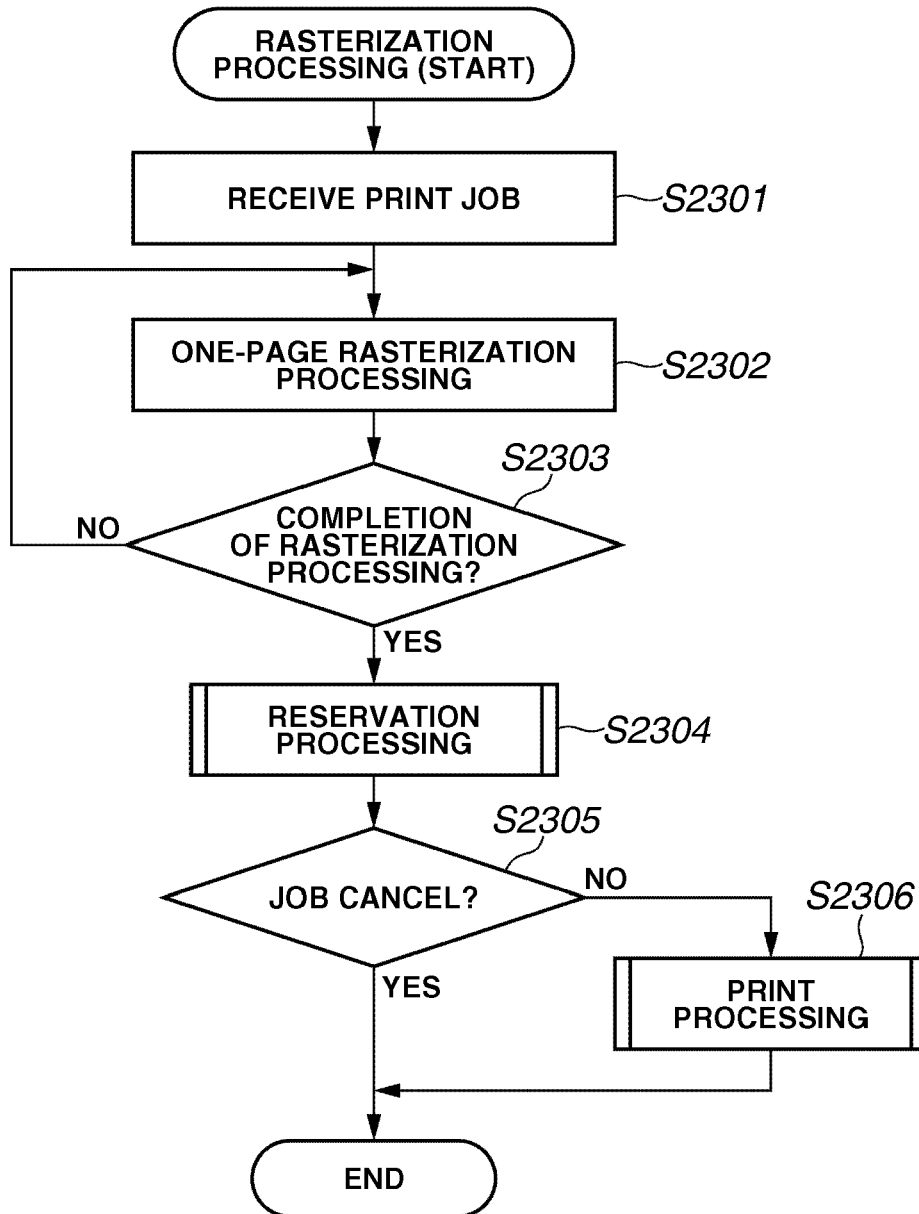 RASTERIZATION
PROCESSING (START)
RECEIVE PRINT JOB
S2301
ONE-PAGE RASTERIZATION
PROCESSING
S2302
S2303
COMPLETION
OF RASTERIZATION
PROCESSING?
NO
YES
RESERVATION
PROCESSING
S2304
S2305
JOB CANCEL?
NO
YES
S2306
PRINT
PROCESSING
END